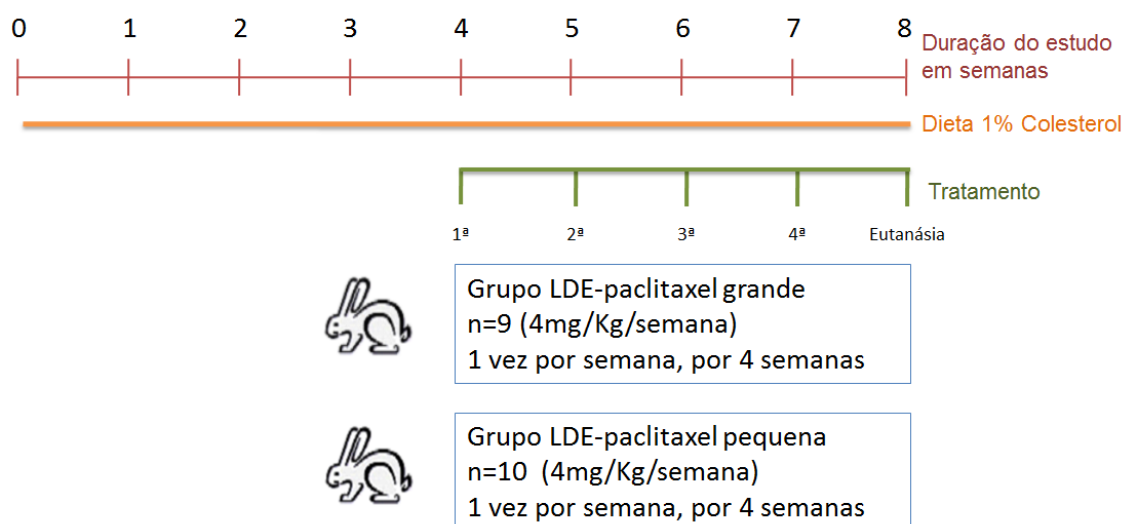 0 1 2 3 4 5 6 7 8
Duração do estudo
em semanas
Dieta 1% Colesterol
Tratamento
1ª 2ª 3ª 4ª Eutanásia
Grupo LDE-paclitaxel grande
n=9 (4mg/Kg/semana)
1 vez por semana, por 4 semanas
Grupo LDE-paclitaxel pequena
n=10 (4mg/Kg/semana)
1 vez por semana, por 4 semanas